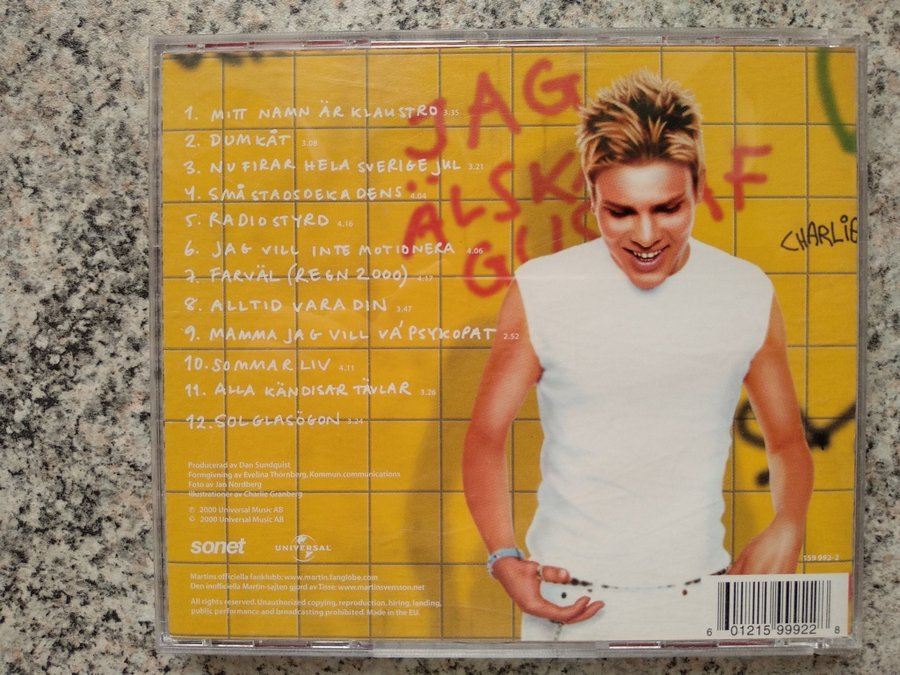 1. MITT NAMN ÄR KLAUSTRO 3.35
2. DUMKÅT 3.08
3. NU FIRAR HELA SVERIGE JUL 3.21
4. SMÅSTADSDEKADENS 4.04
5. RADIOSTYRD 4.16
6. JAG VILL INTE MOTIONERA 4.06
7. FARVÄL (REGN 2000) 4.17
8. ALLTID VARA DIN 3.47
9. MAMMA JAG VILL VA' PSYKOPAT 2.52
10. SOMMARLIV 4.11
11. ALLA KÄNDISAR TÄVLAR 3.26
12. SOLGLASÖGON 3.24
JAG
ÄLSKA
GUS AF
CHARLIE
Producerad av Dan Sundquist
Formgivning av Evelina Thörnberg, Kommun.communications
Foto av Jan Nordberg
Illustrationer av Charlie Granberg
℗ 2000 Universal Music AB
© 2000 Universal Music AB
sonet
UNIVERSAL
159 992-2
Martins officiella fanklubb: www.martin.fanglobe.com
Den inofficiella Martin-sajten gjord av Tisse: www.martinsvensson.net
All rights reserved. Unauthorized copying, reproduction, hiring, landing,
public performance and broadcasting prohibited. Made in the EU.
6 01215 99922 8